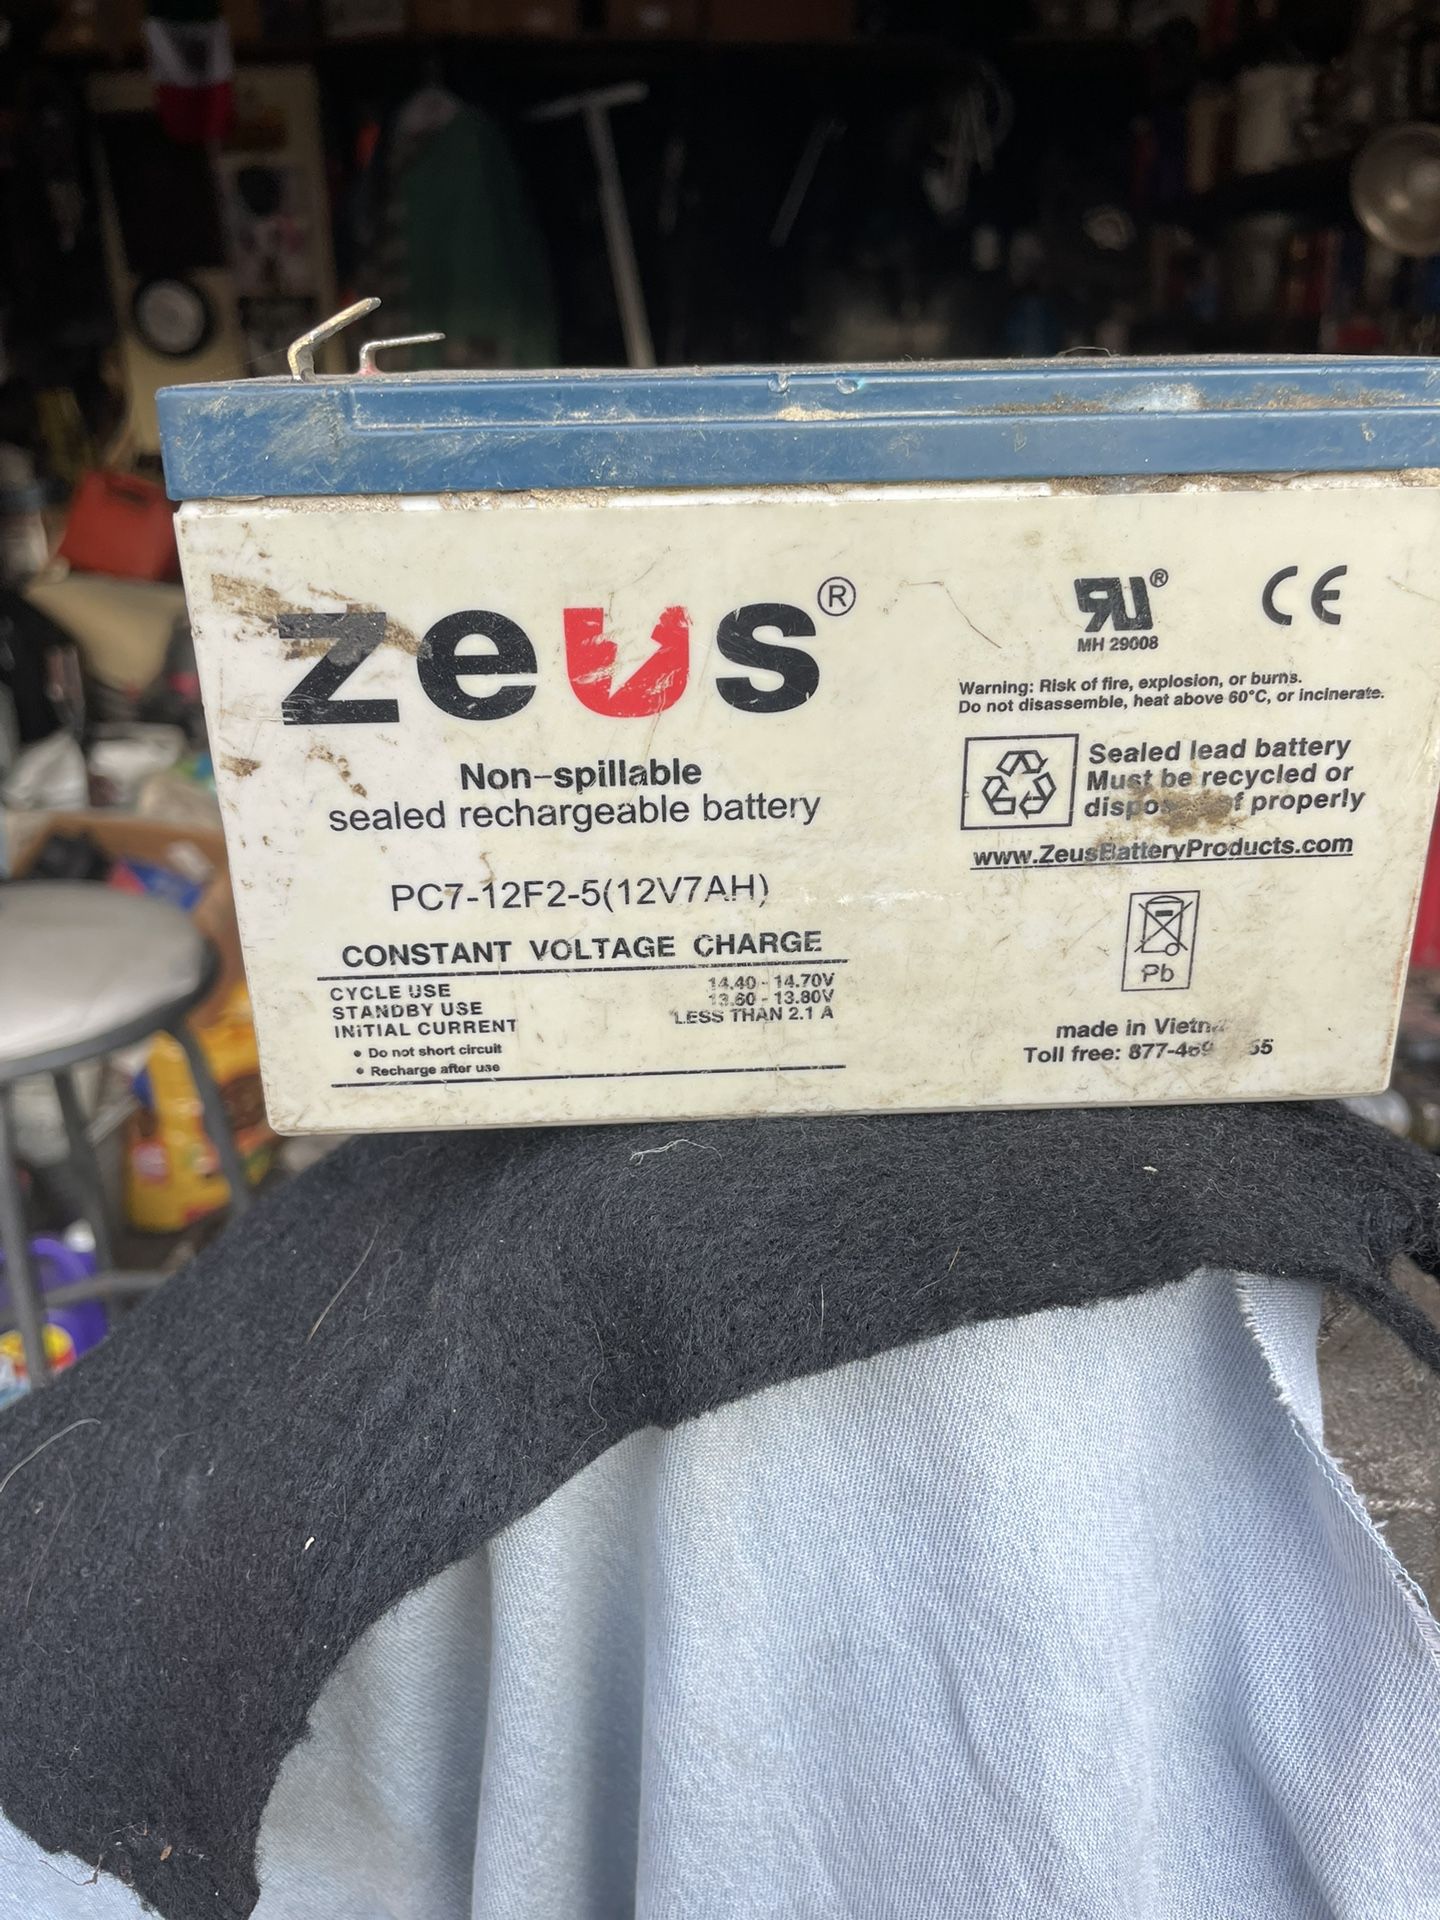 zeus®
Non-spillable
sealed rechargeable battery
PC7-12F2-5(12V7AH)
CONSTANT VOLTAGE CHARGE
CYCLE USE 14.40 - 14.70V
STANDBY USE 13.60 - 13.80V
INITIAL CURRENT LESS THAN 2.1 A
• Do not short circuit
• Recharge after use
RU® CE
MH 29008
Warning: Risk of fire, explosion, or burns.
Do not disassemble, heat above 60°C, or incinerate.
Sealed lead battery
Must be recycled or
of properly
www.ZeusBatteryProducts.com
Pb
made in
Toll free: